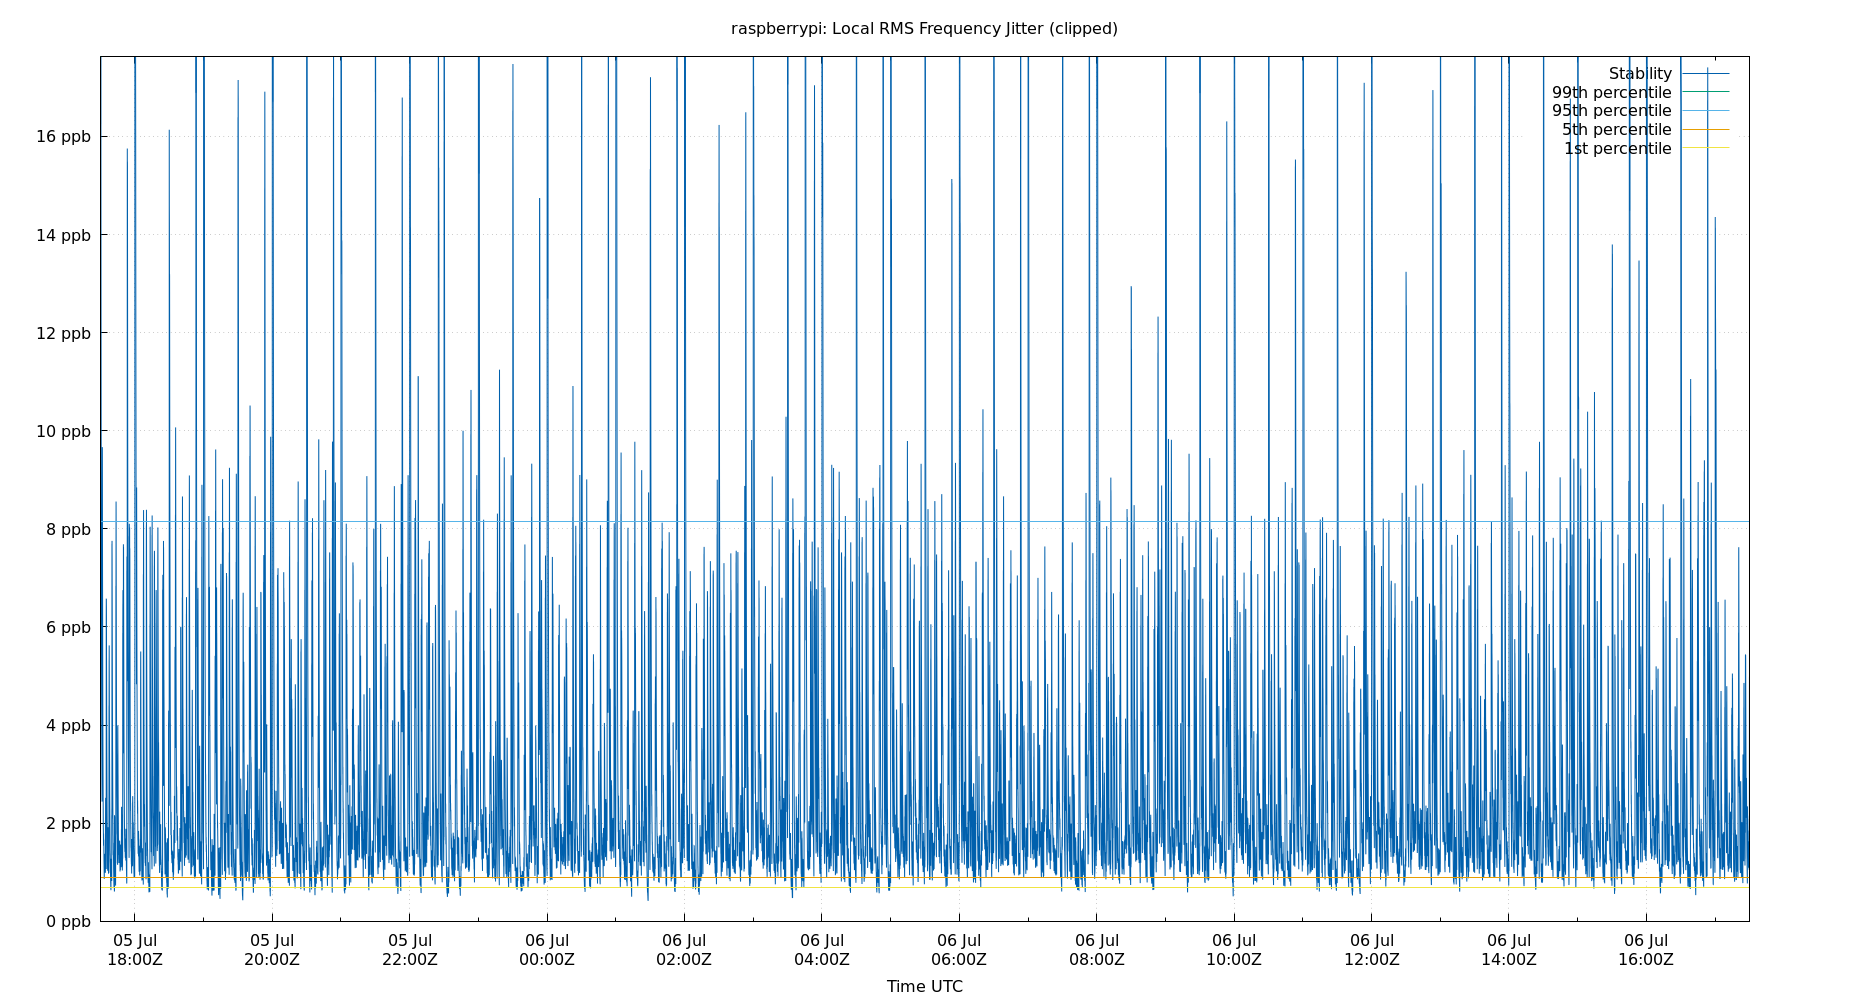 raspberrypi: Local RMS Frequency Jitter (clipped)
Stability
99th percentile
95th percentile
5th percentile
1st percentile
16 ppb
14 ppb
12 ppb
10 ppb
8 ppb
6 ppb
4 ppb
2 ppb
0 ppb
05 Jul 05 Jul 05 Jul 06 Jul 06 Jul 06 Jul 06 Jul 06 Jul 06 Jul 06 Jul 06 Jul 06 Jul
18:00Z 20:00Z 22:00Z 00:00Z 02:00Z 04:00Z 06:00Z 08:00Z 10:00Z 12:00Z 14:00Z 16:00Z
Time UTC